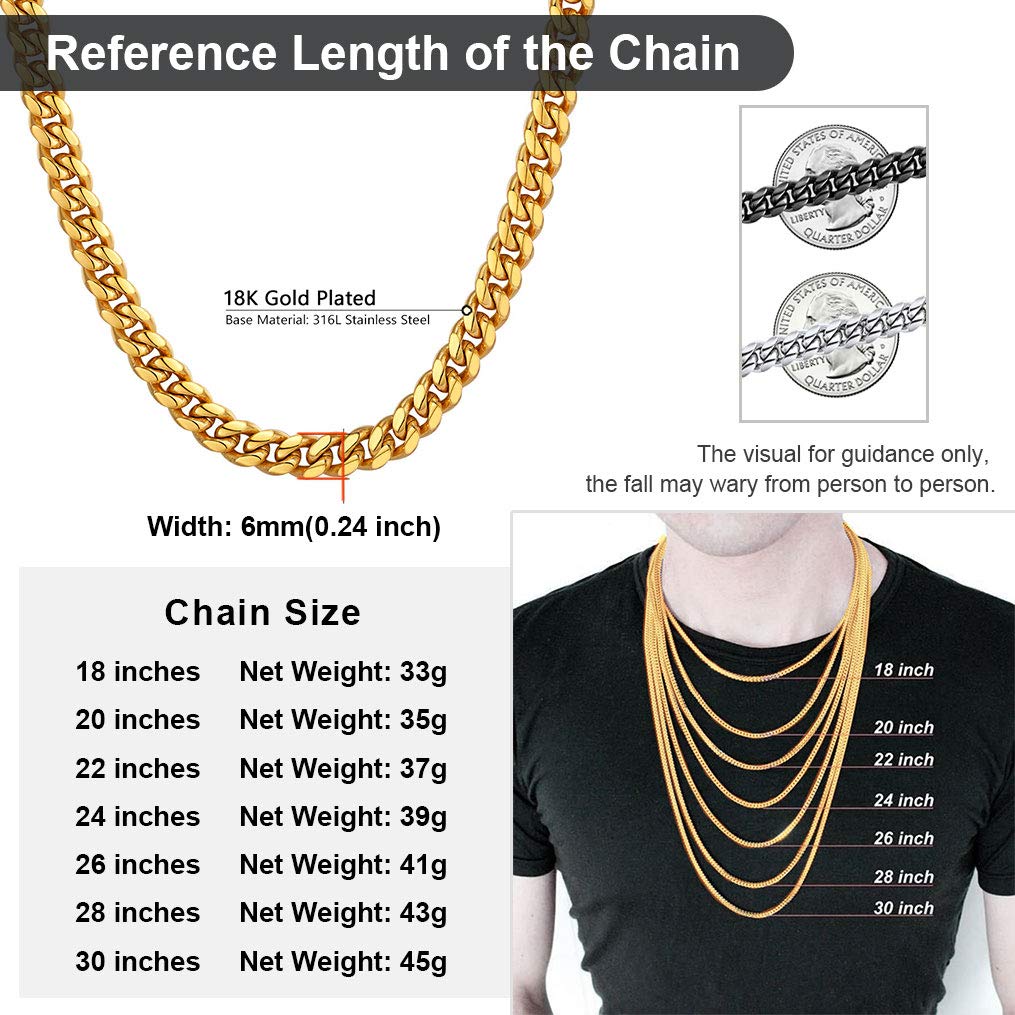 Reference Length of the Chain
18K Gold Plated
Base Material: 316L Stainless Steel
Width: 6mm(0.24 inch)
UNITED STATES OF AMERICA
LIBERTY
QUARTER DOLLAR
UNITED STATES OF AMERICA
LIBERTY
QUARTER DOLLAR
The visual for guidance only,
the fall may wary from person to person.
Chain Size
18 inches Net Weight: 33g
20 inches Net Weight: 35g
22 inches Net Weight: 37g
24 inches Net Weight: 39g
26 inches Net Weight: 41g
28 inches Net Weight: 43g
30 inches Net Weight: 45g
18 inch
20 inch
22 inch
24 inch
26 inch
28 inch
30 inch